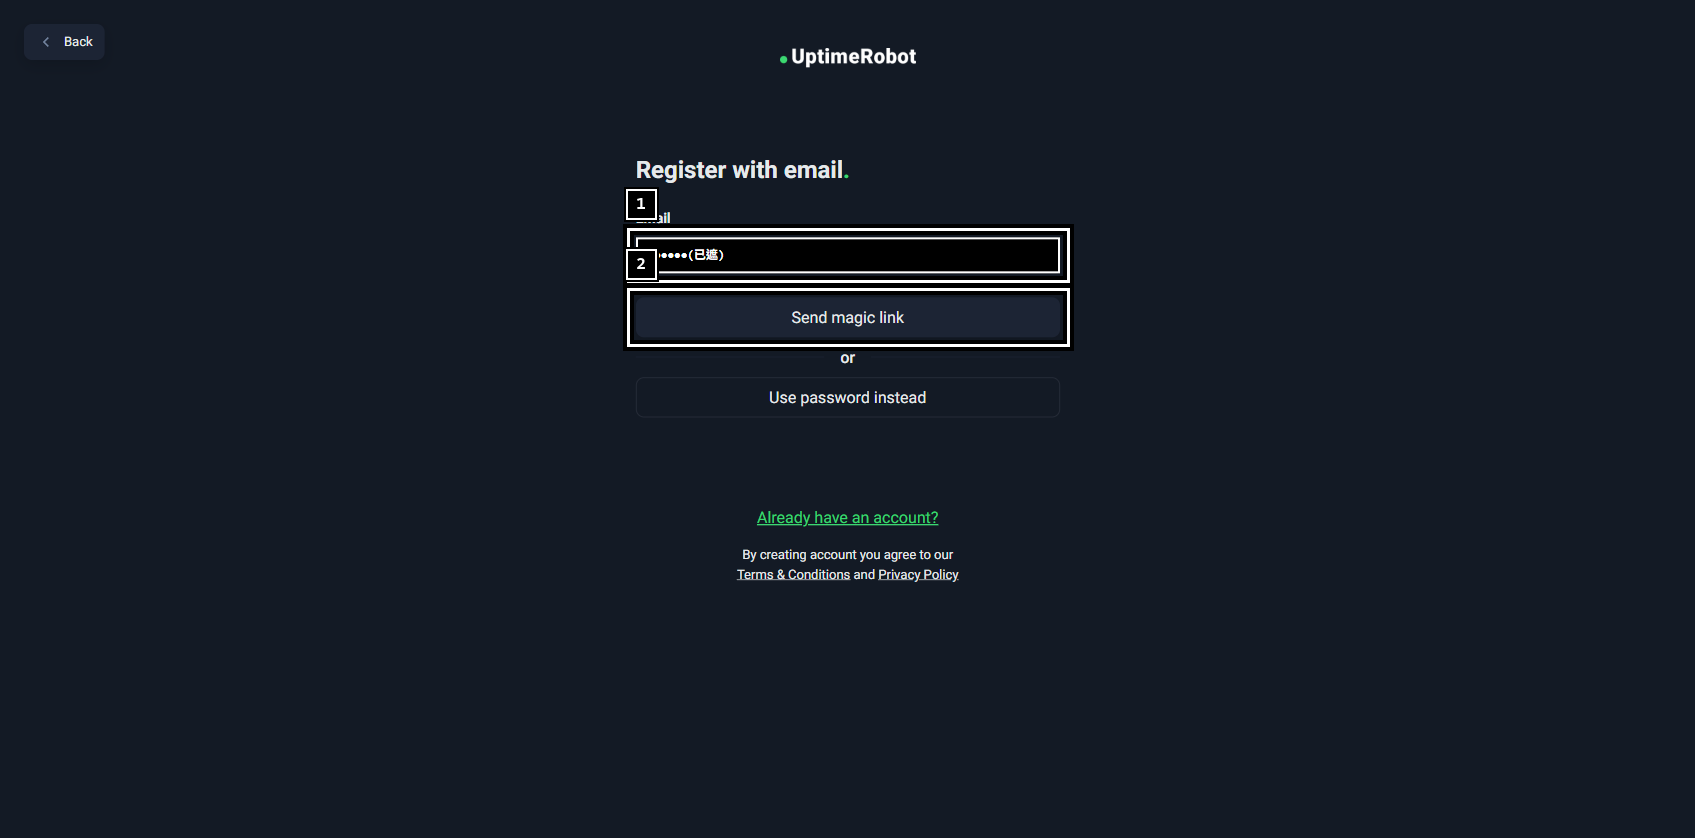 Back
UptimeRobot
Register with email.
1
2
•••••(已遮)
Send magic link
or
Use password instead
Already have an account?
By creating account you agree to our
Terms & Conditions and Privacy Policy